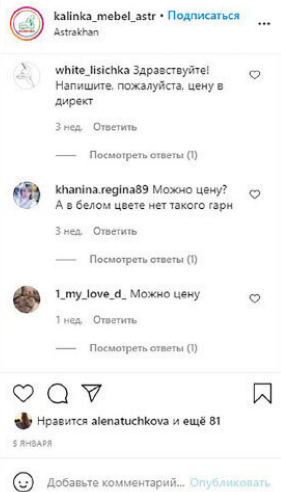 kalinka_mebel_astr • Подписаться
Astrakhan
white_lisichka Здравствуйте!
Напишите, пожалуйста, цену в
директ
3 нед. Ответить
Посмотреть ответы (1)
khanina.regina89 Можно цену?
А в белом цвете нет такого гарн
3 нед. Ответить
Посмотреть ответы (1)
1_my_love_d_ Можно цену
1 нед. Ответить
Посмотреть ответы (1)
Нравится alenatuchkova и ещё 81
5 ЯНВАРЯ
Добавьте комментарий... Опубликовать